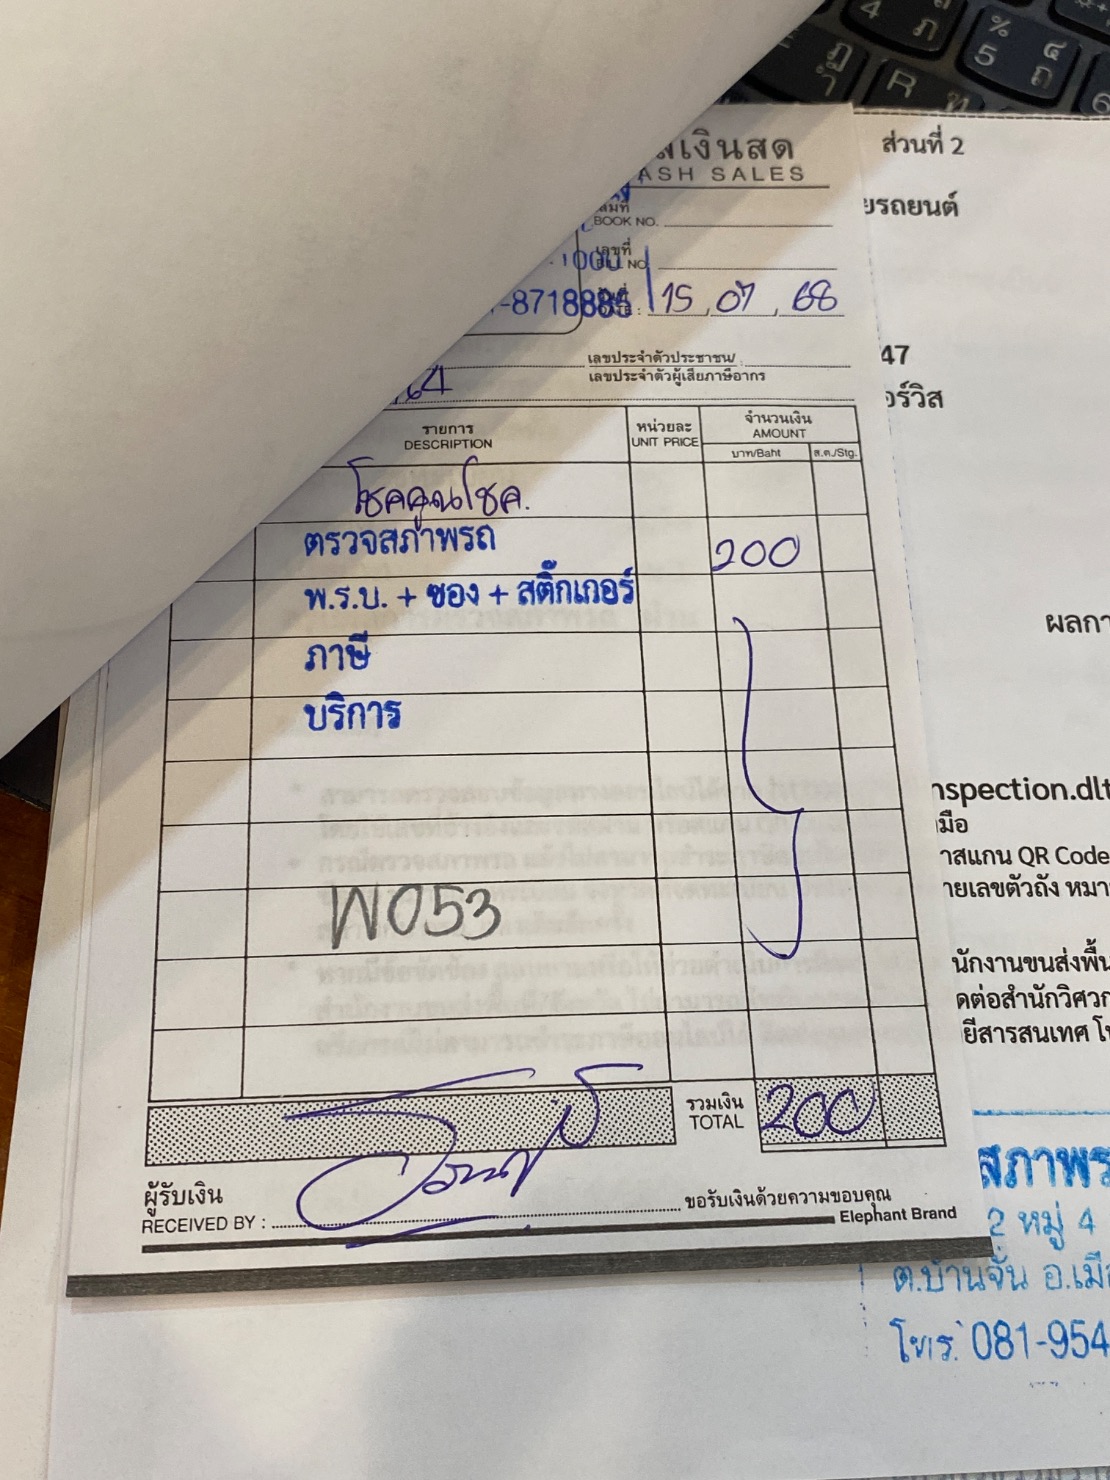 4 ภ % 5 ๕ ถ
R 6
เงินสด
ASH SALES
BOOK NO.
เลขที่
15 07 68
-8718885
เลขประจำตัวประชาชน/
เลขประจำตัวผู้เสียภาษีอากร
รายการ หน่วยละ จำนวนเงิน
DESCRIPTION UNIT PRICE AMOUNT
บาท/Baht ส.ต./Stg.
โชคคูนโชค.
ตรวจสภาพรถ 200
พ.ร.บ. + ซอง + สติ๊กเกอร์
ภาษี
บริการ
W053
รวมเงิน
TOTAL 200
ผู้รับเงิน
RECEIVED BY :
ขอรับเงินด้วยความขอบคุณ
Elephant Brand
ส่วนที่ 2
ยรถยนต์
47
อร์วิส
ผลกา
nspection.dlt
มือ
าสแกน QR Code
ายเลขตัวถัง หมา
นักงานขนส่งพื้น
ดต่อสำนักวิศวก
ยีสารสนเทศ โ
สภาพร
2 หมู่ 4
ต.บ้านจั่น อ.เมื
โทร. 081-954